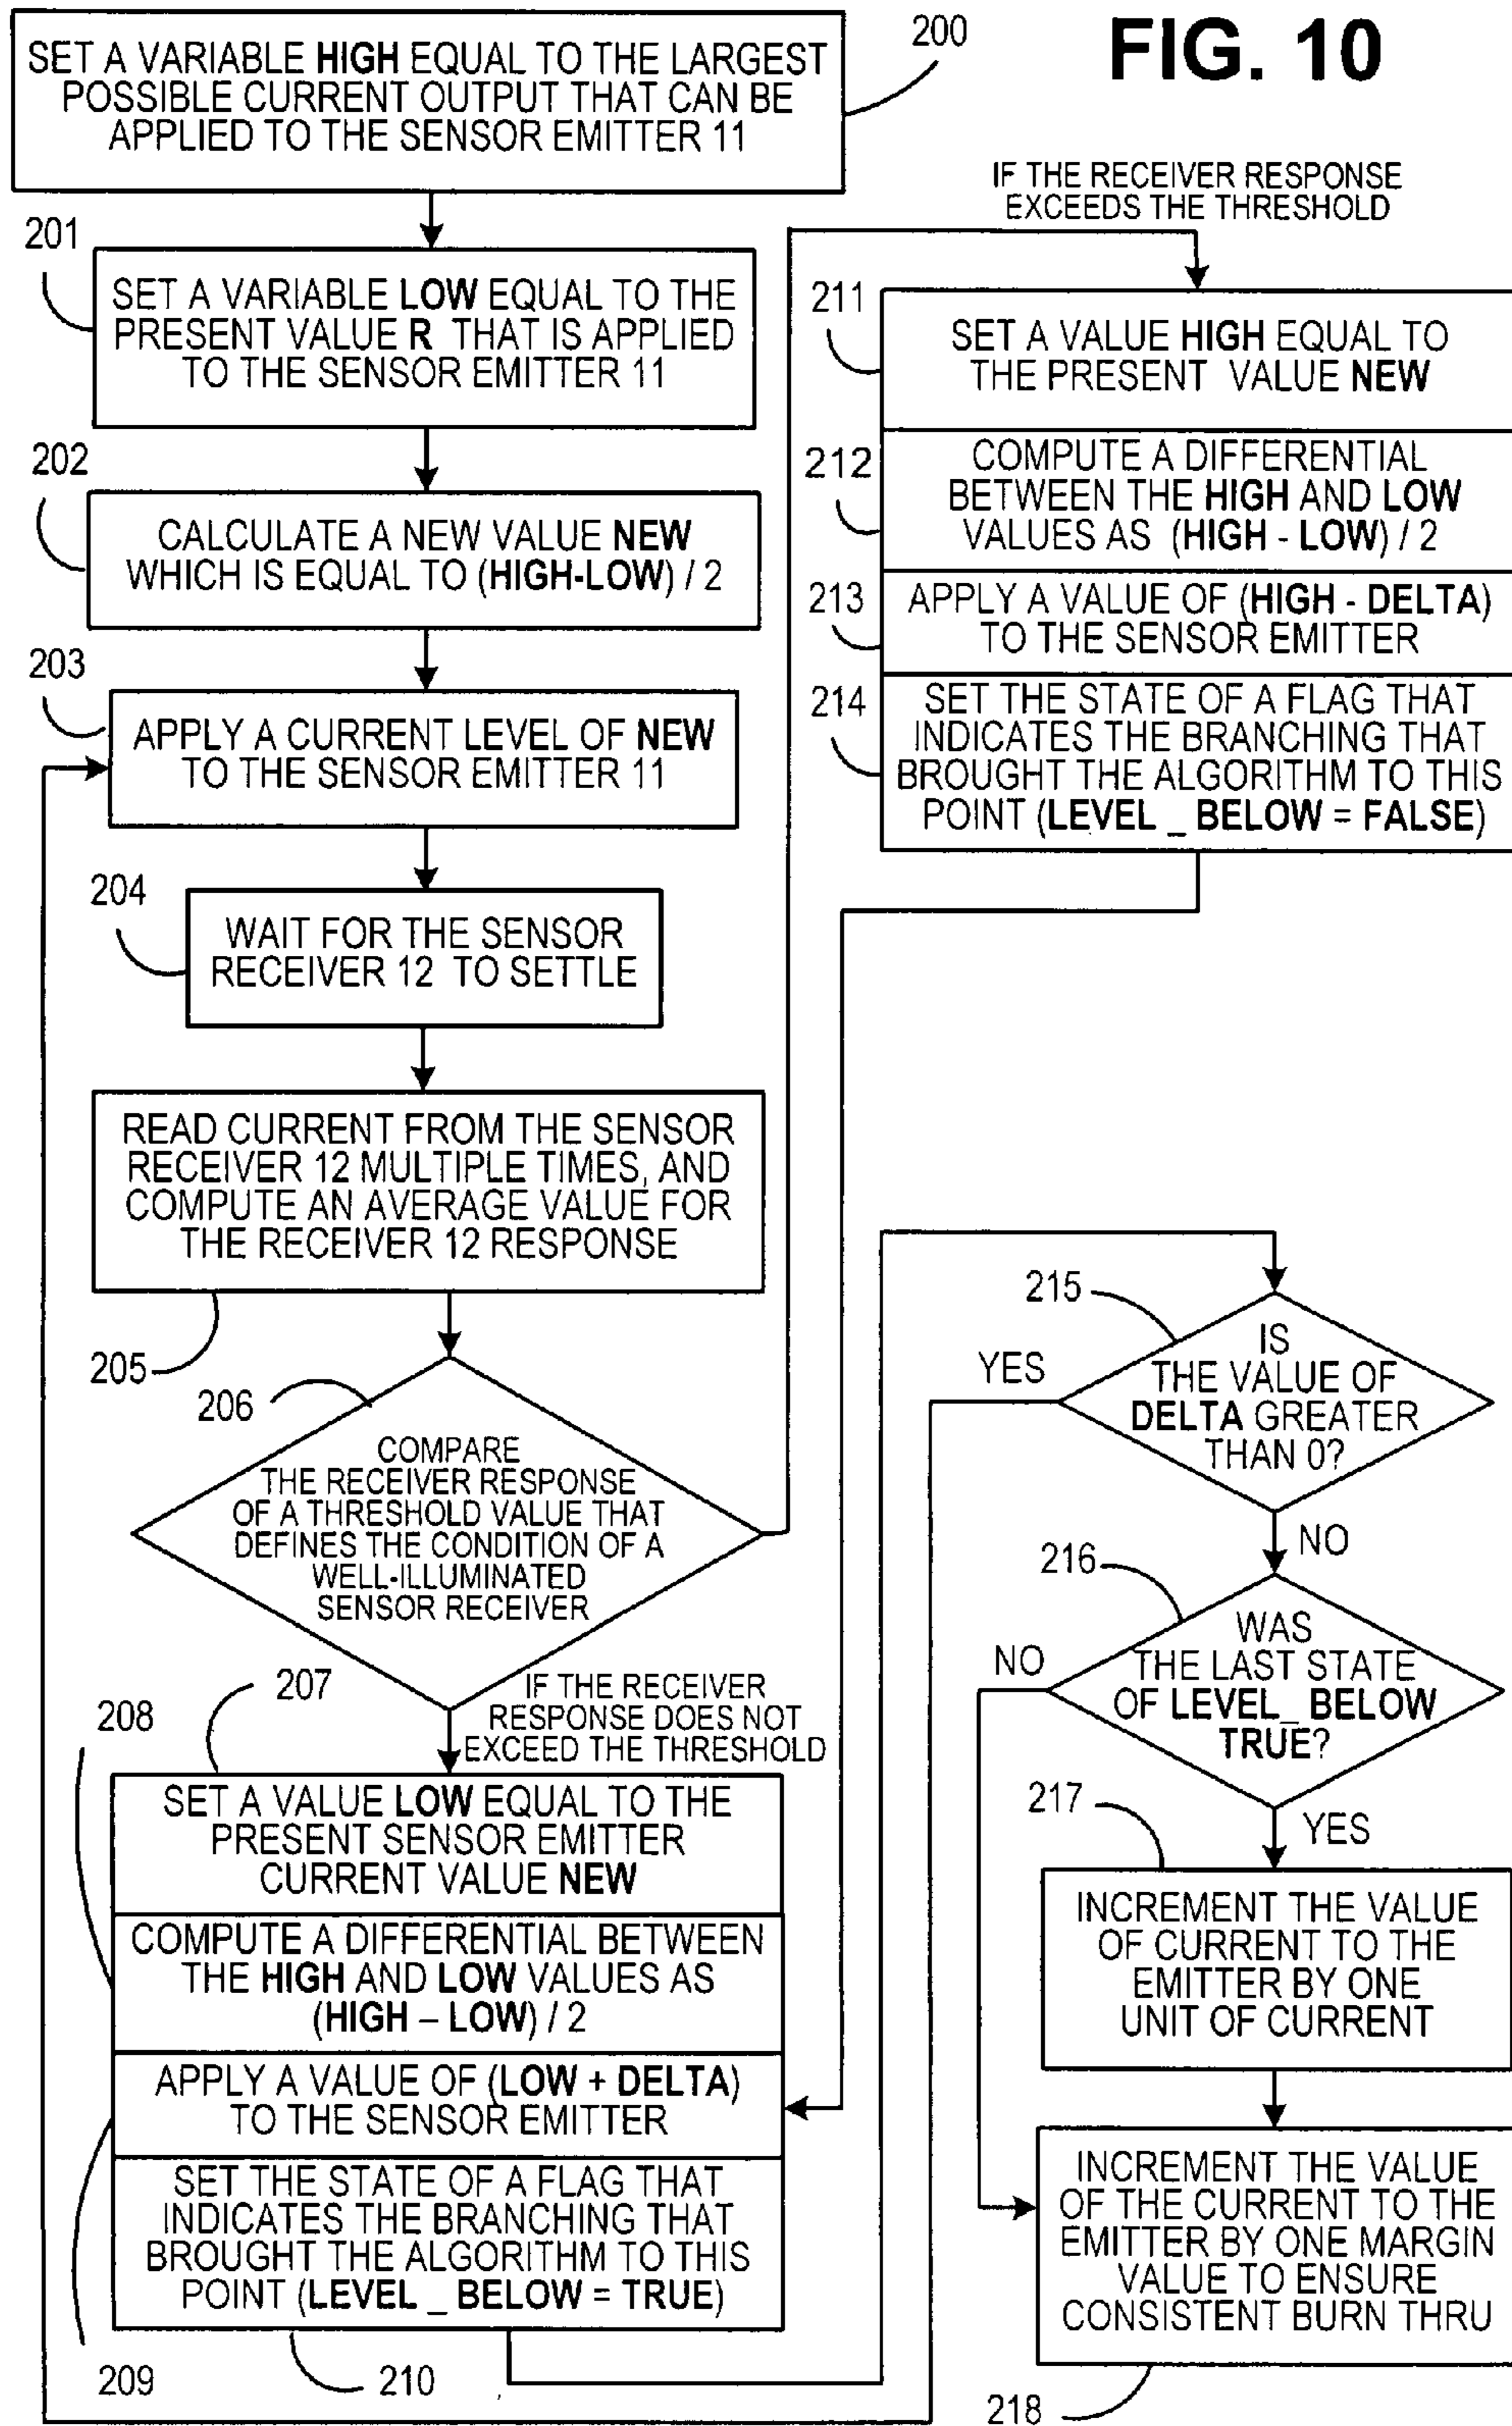 FIG. 10
200
SET A VARIABLE HIGH EQUAL TO THE LARGEST
POSSIBLE CURRENT OUTPUT THAT CAN BE
APPLIED TO THE SENSOR EMITTER 11
201
SET A VARIABLE LOW EQUAL TO THE
PRESENT VALUE R THAT IS APPLIED
TO THE SENSOR EMITTER 11
202
CALCULATE A NEW VALUE NEW
WHICH IS EQUAL TO (HIGH-LOW) / 2
203
APPLY A CURRENT LEVEL OF NEW
TO THE SENSOR EMITTER 11
204
WAIT FOR THE SENSOR
RECEIVER 12 TO SETTLE
READ CURRENT FROM THE SENSOR
RECEIVER 12 MULTIPLE TIMES, AND
COMPUTE AN AVERAGE VALUE FOR
THE RECEIVER 12 RESPONSE
205
206
COMPARE
THE RECEIVER RESPONSE
OF A THRESHOLD VALUE THAT
DEFINES THE CONDITION OF A
WELL-ILLUMINATED
SENSOR RECEIVER
207
IF THE RECEIVER
RESPONSE DOES NOT
EXCEED THE THRESHOLD
208
SET A VALUE LOW EQUAL TO THE
PRESENT SENSOR EMITTER
CURRENT VALUE NEW
COMPUTE A DIFFERENTIAL BETWEEN
THE HIGH AND LOW VALUES AS
(HIGH – LOW) / 2
APPLY A VALUE OF (LOW + DELTA)
TO THE SENSOR EMITTER
SET THE STATE OF A FLAG THAT
INDICATES THE BRANCHING THAT
BROUGHT THE ALGORITHM TO THIS
POINT (LEVEL _ BELOW = TRUE)
209
210
IF THE RECEIVER RESPONSE
EXCEEDS THE THRESHOLD
211
SET A VALUE HIGH EQUAL TO
THE PRESENT VALUE NEW
212
COMPUTE A DIFFERENTIAL
BETWEEN THE HIGH AND LOW
VALUES AS (HIGH - LOW) / 2
213
APPLY A VALUE OF (HIGH - DELTA)
TO THE SENSOR EMITTER
214
SET THE STATE OF A FLAG THAT
INDICATES THE BRANCHING THAT
BROUGHT THE ALGORITHM TO THIS
POINT (LEVEL _ BELOW = FALSE)
215
YES
IS
THE VALUE OF
DELTA GREATER
THAN 0?
NO
216
NO
WAS
THE LAST STATE
OF LEVEL_ BELOW
TRUE?
YES
217
INCREMENT THE VALUE
OF CURRENT TO THE
EMITTER BY ONE
UNIT OF CURRENT
INCREMENT THE VALUE
OF THE CURRENT TO THE
EMITTER BY ONE MARGIN
VALUE TO ENSURE
CONSISTENT BURN THRU
218